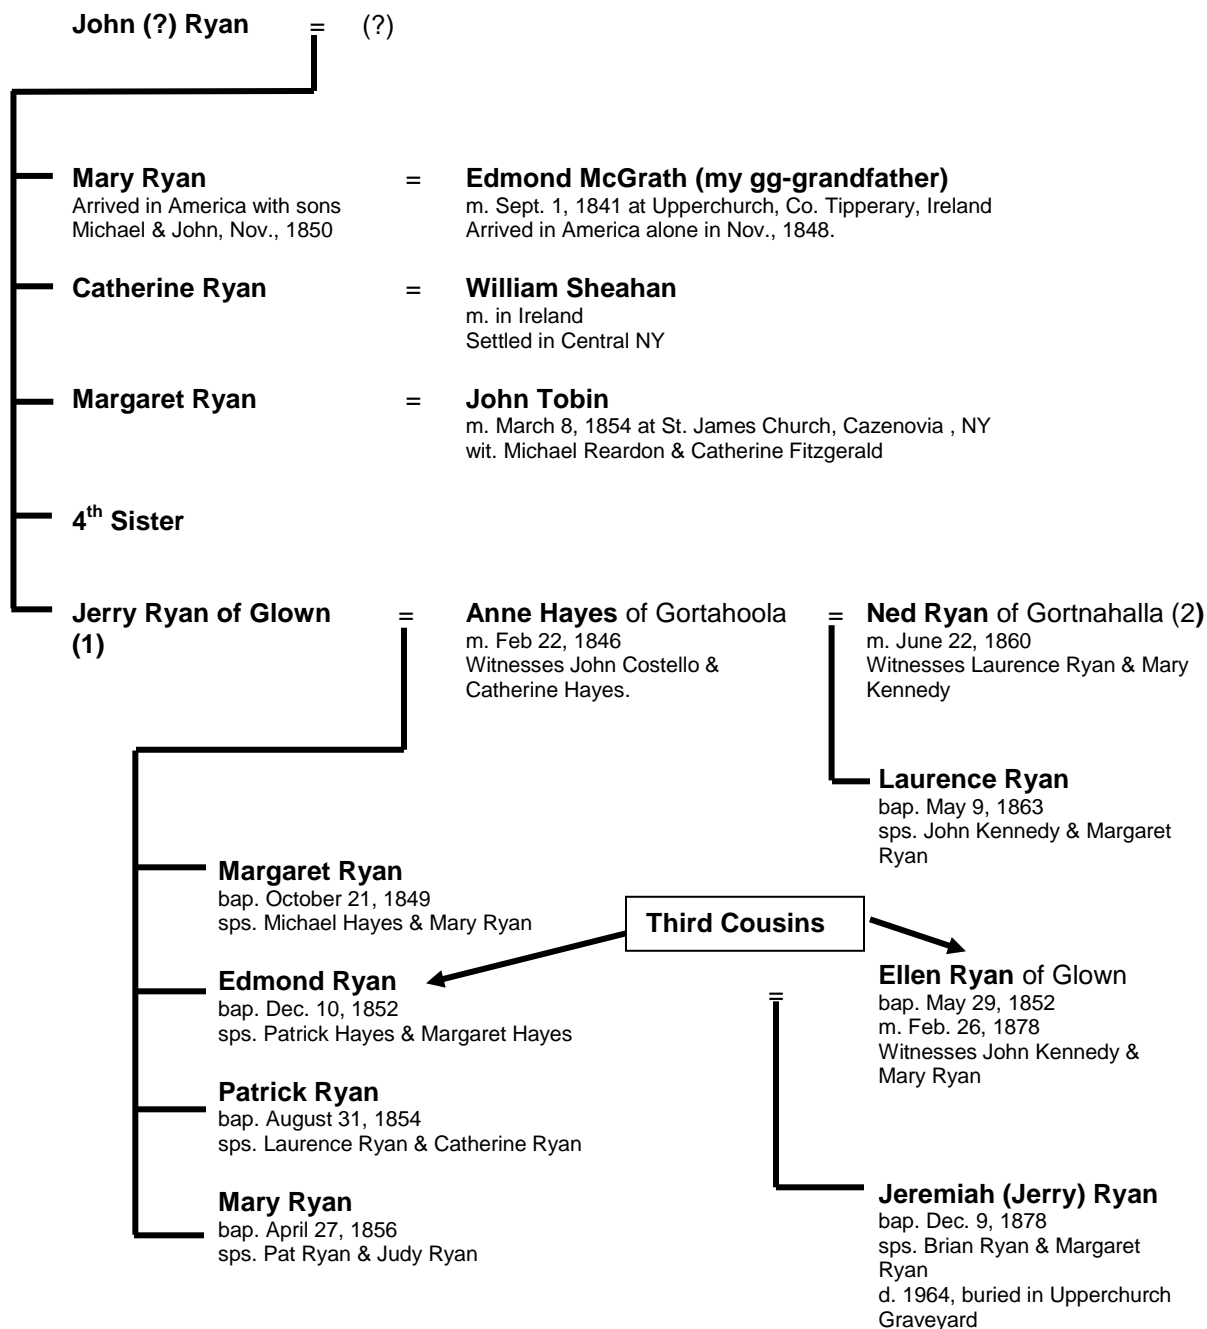 John (?) Ryan = (?)
Mary Ryan = Edmond McGrath (my gg-grandfather)
Arrived in America with sons
Michael & John, Nov., 1850
m. Sept. 1, 1841 at Upperchurch, Co. Tipperary, Ireland
Arrived in America alone in Nov., 1848.
Catherine Ryan = William Sheahan
m. in Ireland
Settled in Central NY
Margaret Ryan = John Tobin
m. March 8, 1854 at St. James Church, Cazenovia , NY
wit. Michael Reardon & Catherine Fitzgerald
4th Sister
Jerry Ryan of Glown = Anne Hayes of Gortahoola = Ned Ryan of Gortnahalla (2)
(1)
m. Feb 22, 1846
Witnesses John Costello &
Catherine Hayes.
m. June 22, 1860
Witnesses Laurence Ryan & Mary
Kennedy
Laurence Ryan
bap. May 9, 1863
sps. John Kennedy & Margaret
Ryan
Margaret Ryan
bap. October 21, 1849
sps. Michael Hayes & Mary Ryan
Third Cousins
Edmond Ryan
bap. Dec. 10, 1852
sps. Patrick Hayes & Margaret Hayes
=
Ellen Ryan of Glown
bap. May 29, 1852
m. Feb. 26, 1878
Witnesses John Kennedy &
Mary Ryan
Patrick Ryan
bap. August 31, 1854
sps. Laurence Ryan & Catherine Ryan
Mary Ryan
bap. April 27, 1856
sps. Pat Ryan & Judy Ryan
Jeremiah (Jerry) Ryan
bap. Dec. 9, 1878
sps. Brian Ryan & Margaret
Ryan
d. 1964, buried in Upperchurch
Graveyard